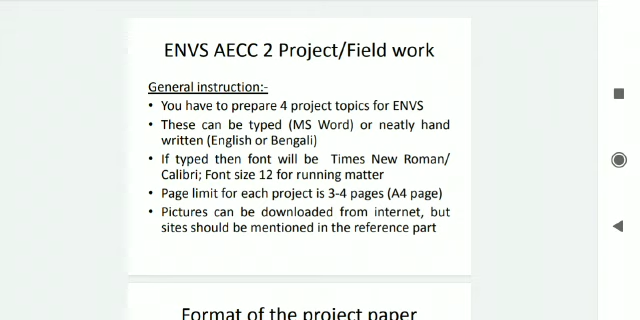 ENVS AECC 2 Project/Field work
General instruction:-
• You have to prepare 4 project topics for ENVS
• These can be typed (MS Word) or neatly hand
written (English or Bengali)
• If typed then font will be Times New Roman/
Calibri; Font size 12 for running matter
• Page limit for each project is 3-4 pages (A4 page)
• Pictures can be downloaded from internet, but
sites should be mentioned in the reference part
Format of the project paper